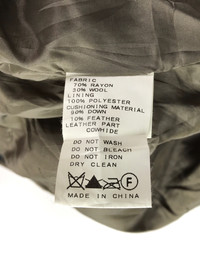 FABRIC
70% RAYON
30% WOOL
LINING
100% POLYESTER
CUSHIONING MATERIAL
90% DOWN
10% FEATHER
LEATHER PART
COWHIDE
DO NOT WASH
DO NOT BLEACH
DO NOT IRON
DRY CLEAN
F
MADE IN CHINA